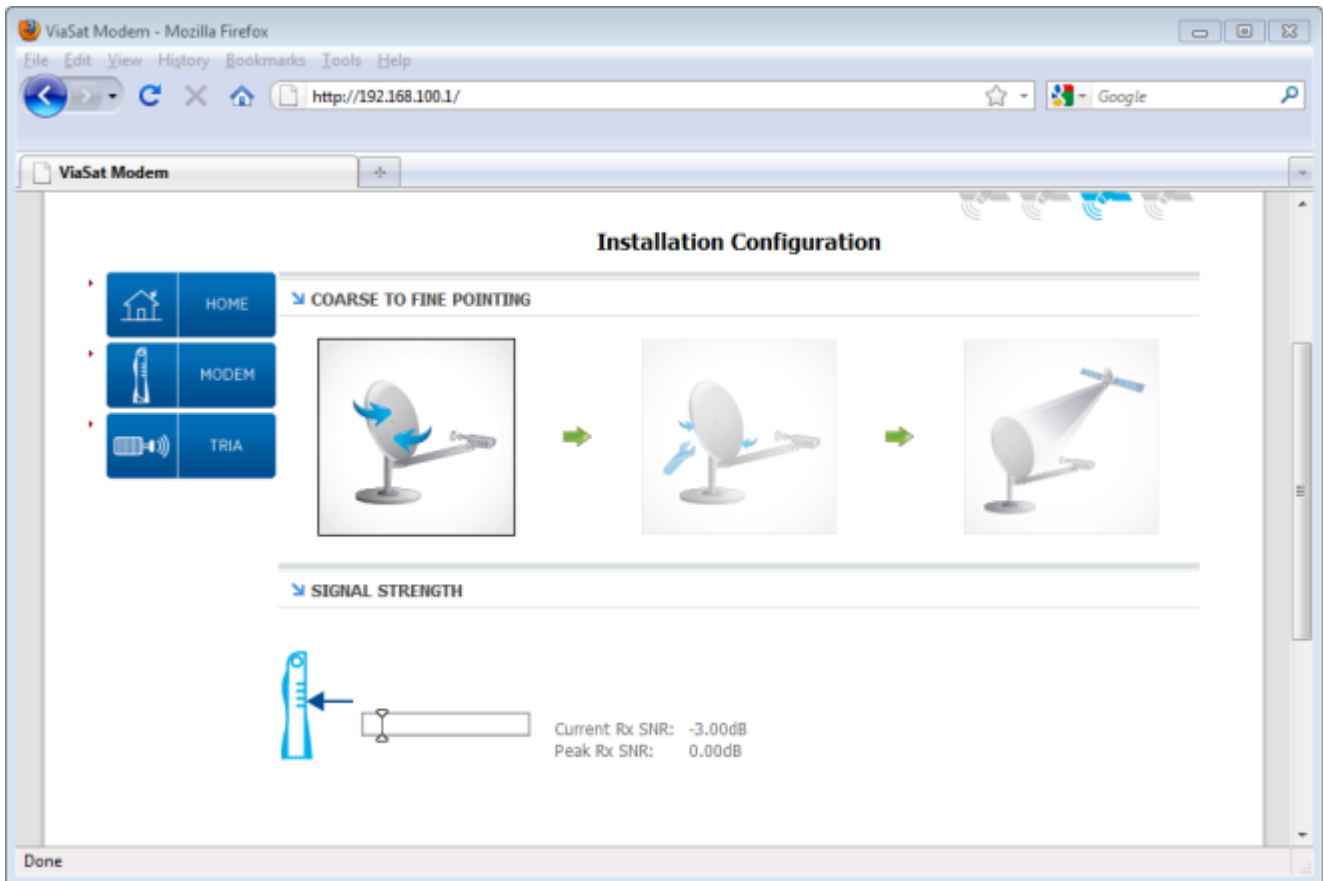 ViaSat Modem - Mozilla Firefox
File Edit View History Bookmarks Tools Help
http://192.168.100.1/
Google
ViaSat Modem
Installation Configuration
HOME
COARSE TO FINE POINTING
MODEM
TRIA
SIGNAL STRENGTH
Current Rx SNR: -3.00dB
Peak Rx SNR: 0.00dB
Done